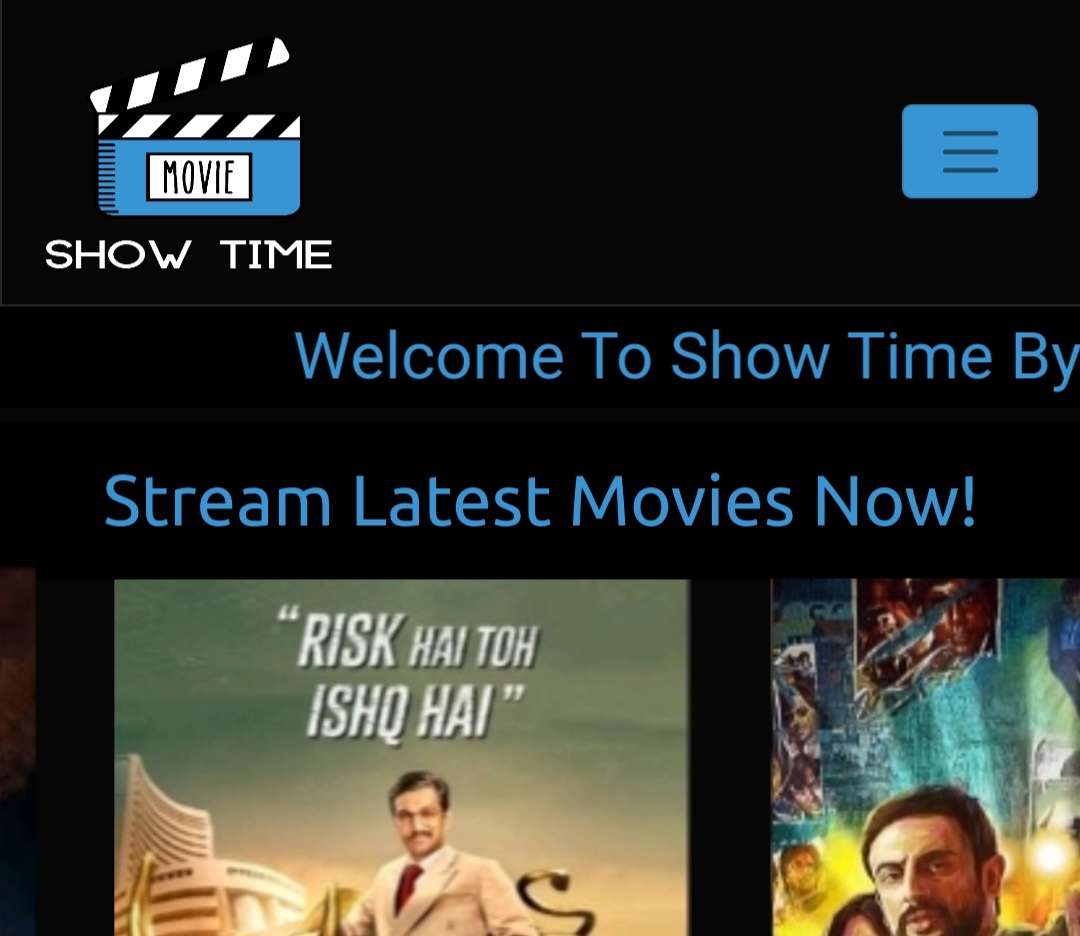 MOVIE
SHOW TIME
Welcome To Show Time By
Stream Latest Movies Now!
“RISK HAI TOH
ISHQ HAI”